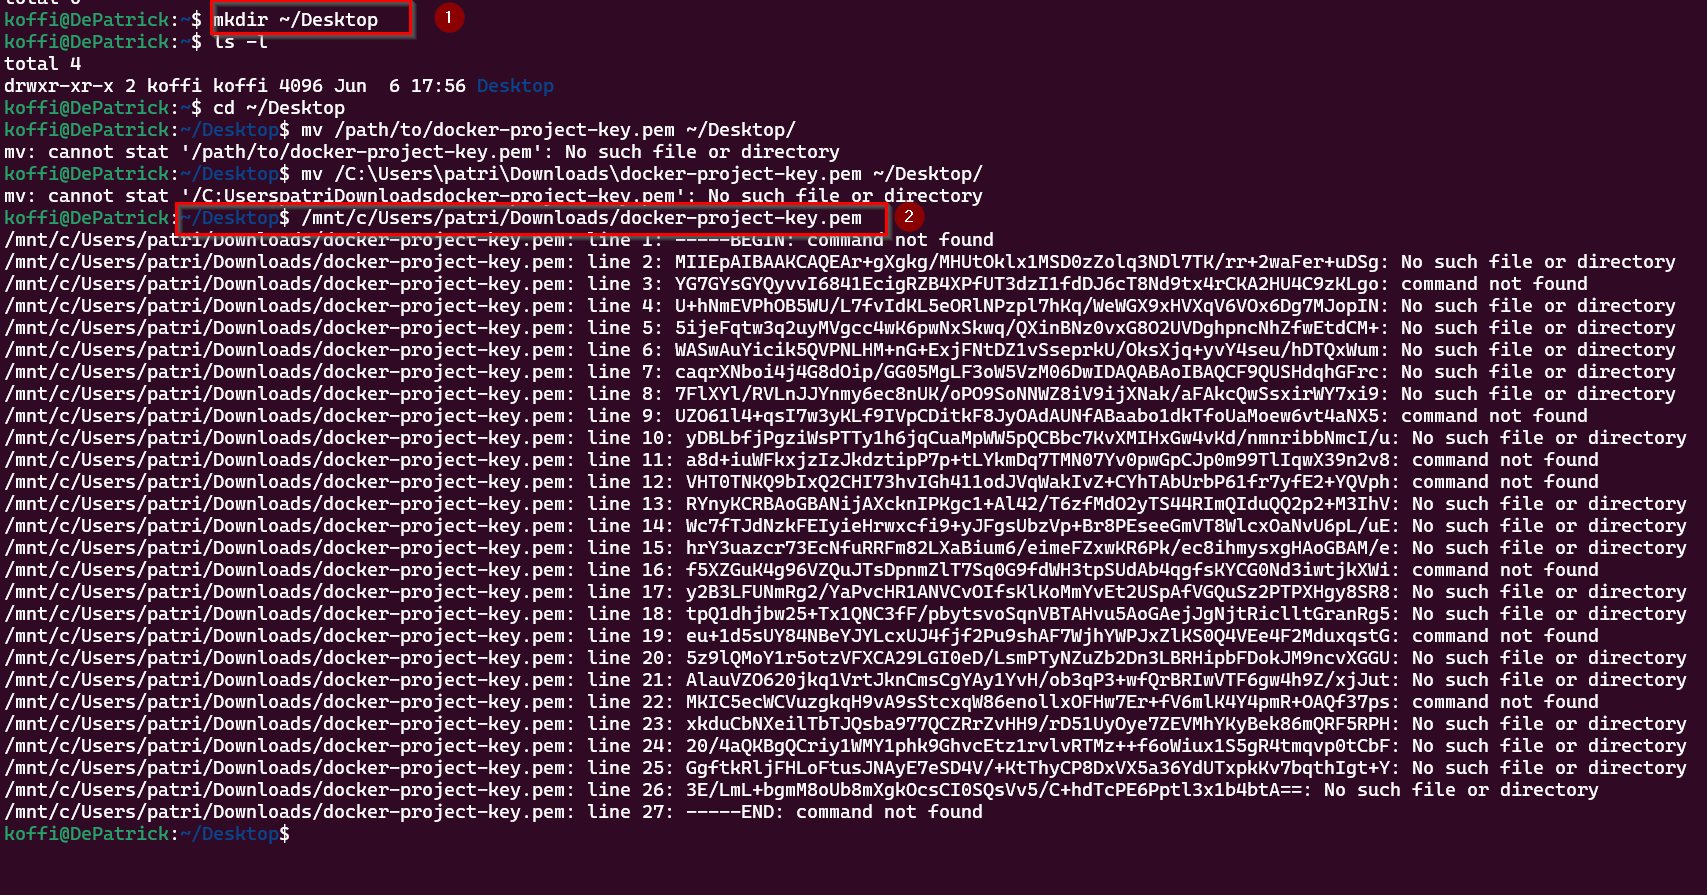 koffi@DePatrick:~$ mkdir ~/Desktop 1
koffi@DePatrick:~$ ls -l
total 4
drwxr-xr-x 2 koffi koffi 4096 Jun  6 17:56 Desktop
koffi@DePatrick:~$ cd ~/Desktop
koffi@DePatrick:~/Desktop$ mv /path/to/docker-project-key.pem ~/Desktop/
mv: cannot stat '/path/to/docker-project-key.pem': No such file or directory
koffi@DePatrick:~/Desktop$ mv /C:\Users\patri\Downloads\docker-project-key.pem ~/Desktop/
mv: cannot stat '/C:UserspatriDownloadsdocker-project-key.pem': No such file or directory
koffi@DePatrick:~/Desktop$ /mnt/c/Users/patri/Downloads/docker-project-key.pem 2
/mnt/c/Users/patri/Downloads/docker-project-key.pem: line 1: -----BEGIN: command not found
/mnt/c/Users/patri/Downloads/docker-project-key.pem: line 2: MIIEpAIBAAKCAQEAr+gXgkg/MHUtOklx1MSD0zZolq3NDl7TK/rr+2waFer+uDSg: No such file or directory
/mnt/c/Users/patri/Downloads/docker-project-key.pem: line 3: YG7GYsGYQyvvI6841EcigRZB4XPfUT3dzI1fdDJ6cT8Nd9tx4rCKA2HU4C9zKLgo: command not found
/mnt/c/Users/patri/Downloads/docker-project-key.pem: line 4: U+hNmEVPhOB5WU/L7fvIdKL5eORlNPzpl7hKq/WeWGX9xHVXqV6VOx6Dg7MJopIN: No such file or directory
/mnt/c/Users/patri/Downloads/docker-project-key.pem: line 5: 5ijeFqtw3q2uyMVgcc4wK6pwNxSkwq/QXinBNz0vxG8O2UVDghpncNhZfwEtdCM+: No such file or directory
/mnt/c/Users/patri/Downloads/docker-project-key.pem: line 6: WASwAuYicik5QVPNLHM+nG+ExjFNtDZ1vSseprkU/OksXjq+yvY4seu/hDTQxWum: No such file or directory
/mnt/c/Users/patri/Downloads/docker-project-key.pem: line 7: caqrXNboi4j4G8dOip/GG05MgLF3oW5VzM06DwIDAQABAoIBAQCF9QUSHdqhGFrc: No such file or directory
/mnt/c/Users/patri/Downloads/docker-project-key.pem: line 8: 7FlXYl/RVLnJJYnmy6ec8nUK/oPO9SoNNWZ8iV9ijXNak/aFAkcQwSsxirWY7xi9: No such file or directory
/mnt/c/Users/patri/Downloads/docker-project-key.pem: line 9: UZO61l4+qsI7w3yKLf9IVpCDitkF8JyOAdAUNfABaabo1dkTfoUaMoew6vt4aNX5: command not found
/mnt/c/Users/patri/Downloads/docker-project-key.pem: line 10: yDBLbfjPgziWsPTTy1h6jqCuaMpWW5pQCBbc7KvXMIHxGw4vKd/nmnribbNmcI/u: No such file or directory
/mnt/c/Users/patri/Downloads/docker-project-key.pem: line 11: a8d+iuWFkxjzIzJkdztipP7p+tLYkmDq7TMN07Yv0pwGpCJp0m99TlIqwX39n2v8: command not found
/mnt/c/Users/patri/Downloads/docker-project-key.pem: line 12: VHT0TNKQ9bIxQ2CHI73hvIGh411odJVqWakIvZ+CYhTAbUrbP61fr7yfE2+YQVph: command not found
/mnt/c/Users/patri/Downloads/docker-project-key.pem: line 13: RYnyKCRBAoGBANijAXcknIPKgc1+Al42/T6zfMdO2yTS44RImQIduQQ2p2+M3IhV: No such file or directory
/mnt/c/Users/patri/Downloads/docker-project-key.pem: line 14: Wc7fTJdNzkFEIyieHrwxcfi9+yJFgsUbzVp+Br8PEseeGmVT8WlcxOaNvU6pL/uE: No such file or directory
/mnt/c/Users/patri/Downloads/docker-project-key.pem: line 15: hrY3uazcr73EcNfuRRFm82LXaBium6/eimeFZxwKR6Pk/ec8ihmysxgHAoGBAM/e: No such file or directory
/mnt/c/Users/patri/Downloads/docker-project-key.pem: line 16: f5XZGuK4g96VZQuJTsDpnmZlT7Sq0G9fdWH3tpSUdAb4qgfsKYCG0Nd3iwtjkXWi: command not found
/mnt/c/Users/patri/Downloads/docker-project-key.pem: line 17: y2B3LFUNmRg2/YaPvcHR1ANVCvOIfsKlKoMmYvEt2USpAfVGQuSz2PTPXHgy8SR8: No such file or directory
/mnt/c/Users/patri/Downloads/docker-project-key.pem: line 18: tpQ1dhjbw25+Tx1QNC3fF/pbytsvoSqnVBTAHvu5AoGAejJgNjtRiclltGranRg5: No such file or directory
/mnt/c/Users/patri/Downloads/docker-project-key.pem: line 19: eu+1d5sUY84NBeYJYLcxUJ4fjf2Pu9shAF7WjhYWPJxZlKS0Q4VEe4F2MduxqstG: command not found
/mnt/c/Users/patri/Downloads/docker-project-key.pem: line 20: 5z9lQMoY1r5otzVFXCA29LGI0eD/LsmPTyNZuZb2Dn3LBRHipbFDokJM9ncvXGGU: No such file or directory
/mnt/c/Users/patri/Downloads/docker-project-key.pem: line 21: AlauVZO620jkq1VrtJknCmsCgYAy1YvH/ob3qP3+wfQrBRIwVTF6gw4h9Z/xjJut: No such file or directory
/mnt/c/Users/patri/Downloads/docker-project-key.pem: line 22: MKIC5ecWCVuzgkqH9vA9sStcxqW86enollxOFHw7Er+fV6mlK4Y4pmR+OAQf37ps: command not found
/mnt/c/Users/patri/Downloads/docker-project-key.pem: line 23: xkduCbNXeilTbTJQsba977QCZRrZvHH9/rD51UyOye7ZEVMhYKyBek86mQRF5RPH: No such file or directory
/mnt/c/Users/patri/Downloads/docker-project-key.pem: line 24: 20/4aQKBgQCriy1WMY1phk9GhvcEtz1rvlvRTMz++f6oWiux1S5gR4tmqvp0tCbF: No such file or directory
/mnt/c/Users/patri/Downloads/docker-project-key.pem: line 25: GgftkRljFHLoFtusJNAyE7eSD4V/+KtThyCP8DxVX5a36YdUTxpkKv7bqthIgt+Y: No such file or directory
/mnt/c/Users/patri/Downloads/docker-project-key.pem: line 26: 3E/LmL+bgmM8oUb8mXgkOcsCI0SQsVv5/C+hdTcPE6Pptl3x1b4btA==: No such file or directory
/mnt/c/Users/patri/Downloads/docker-project-key.pem: line 27: -----END: command not found
koffi@DePatrick:~/Desktop$